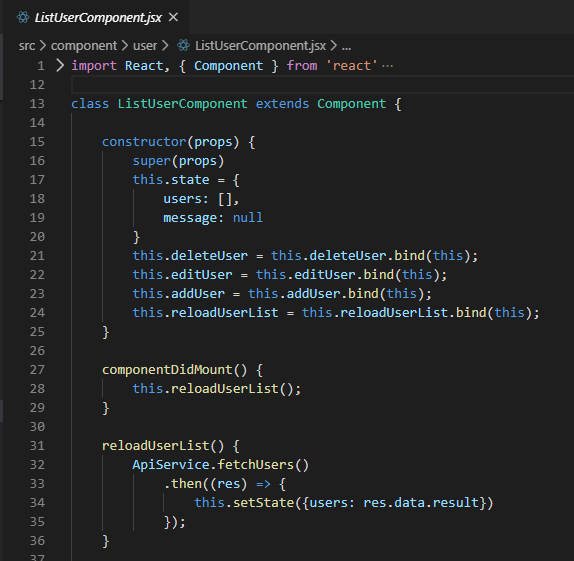 ListUserComponent.jsx ×
src > component > user > ListUserComponent.jsx > ...
1 > import React, { Component } from 'react' ···
12
13 class ListUserComponent extends Component {
14
15     constructor(props) {
16         super(props)
17         this.state = {
18             users: [],
19             message: null
20         }
21         this.deleteUser = this.deleteUser.bind(this);
22         this.editUser = this.editUser.bind(this);
23         this.addUser = this.addUser.bind(this);
24         this.reloadUserList = this.reloadUserList.bind(this);
25     }
26
27     componentDidMount() {
28         this.reloadUserList();
29     }
30
31     reloadUserList() {
32         ApiService.fetchUsers()
33             .then((res) => {
34                 this.setState({users: res.data.result})
35             });
36     }
37